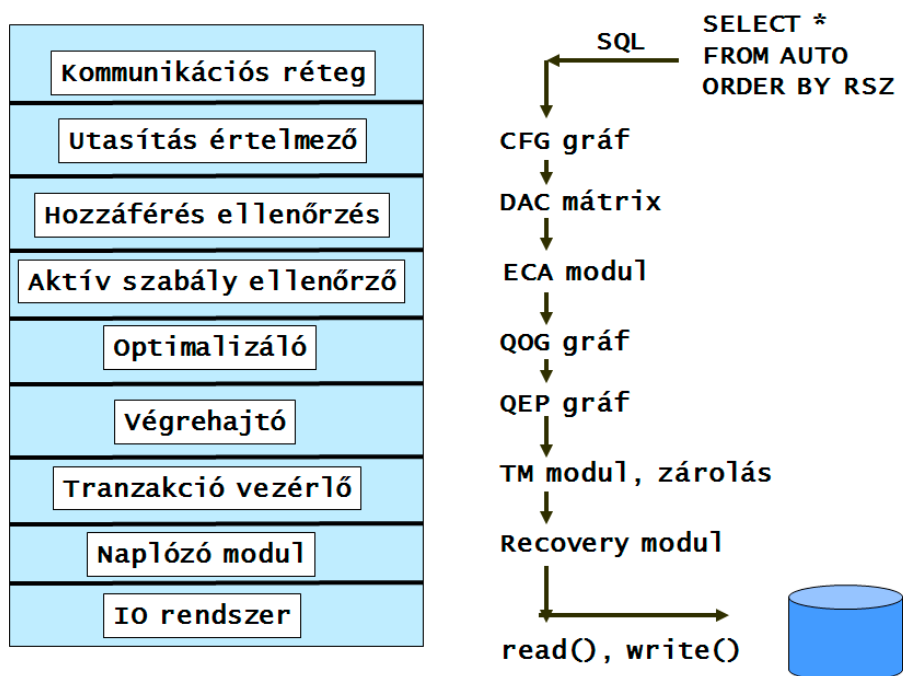 Kommunikációs réteg
Utasítás értelmező
Hozzáférés ellenőrzés
Aktív szabály ellenőrző
Optimalizáló
Végrehajtó
Tranzakció vezérlő
Naplózó modul
IO rendszer
SQL
SELECT *
FROM AUTO
ORDER BY RSZ
CFG gráf
DAC mátrix
ECA modul
QOG gráf
QEP gráf
TM modul, zárolás
Recovery modul
read(), write()